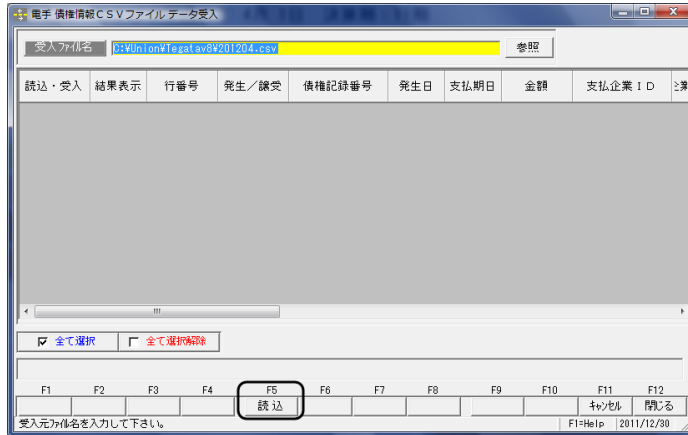 電手 債権情報ＣＳＶファイル データ受入
受入ﾌｧｲﾙ名 C:¥Union¥Tegatav8¥201204.csv 参照
読込・受入 結果表示 行番号 発生／譲受 債権記録番号 発生日 支払期日 金額 支払企業ＩＤ
全て選択 全て選択解除
F1 F2 F3 F4 F5 F6 F7 F8 F9 F10 F11 F12
読込 ｷｬﾝｾﾙ 閉じる
受入元ﾌｧｲﾙ名を入力して下さい。 F1=Help 2011/12/30